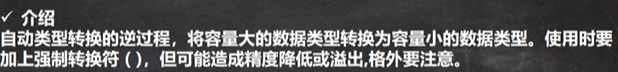 ✓ 介绍
自动类型转换的逆过程，将容量大的数据类型转换为容量小的数据类型。使用时要
加上强制转换符 ( )，但可能造成精度降低或溢出,格外要注意。